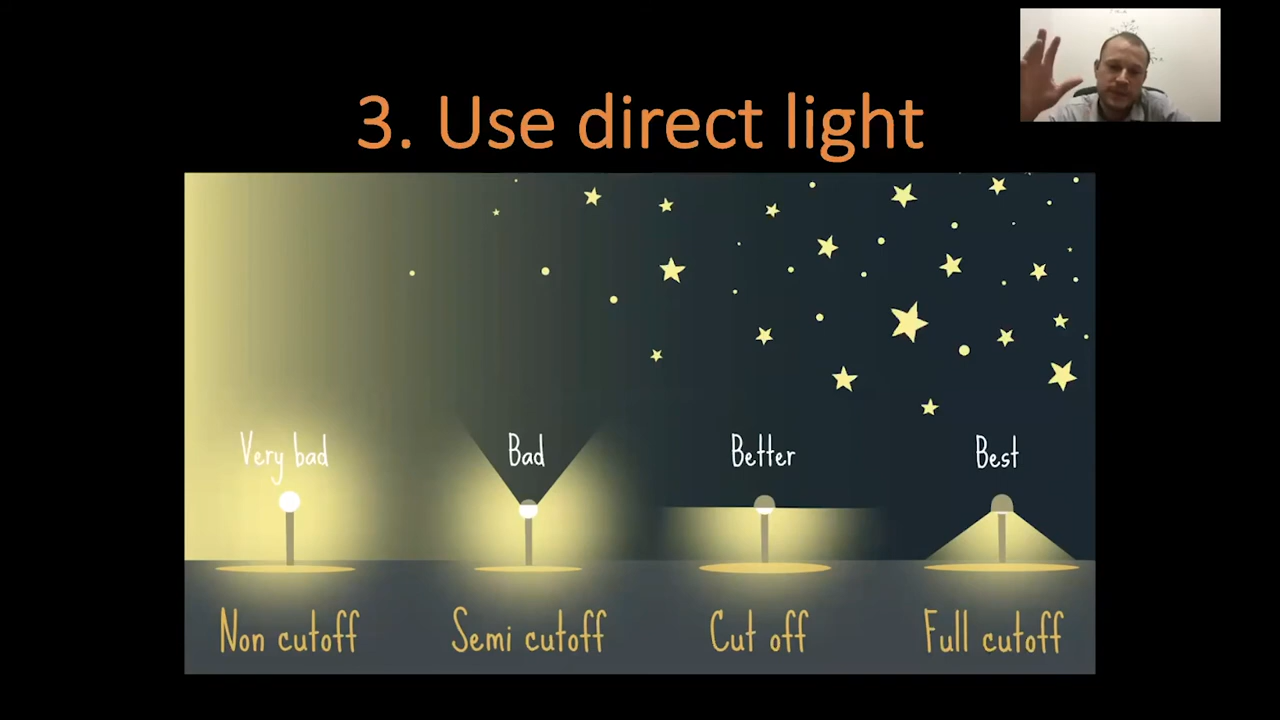 3. Use direct light
Very bad
Bad
Better
Best
Non cutoff
Semi cutoff
Cut off
Full cutoff